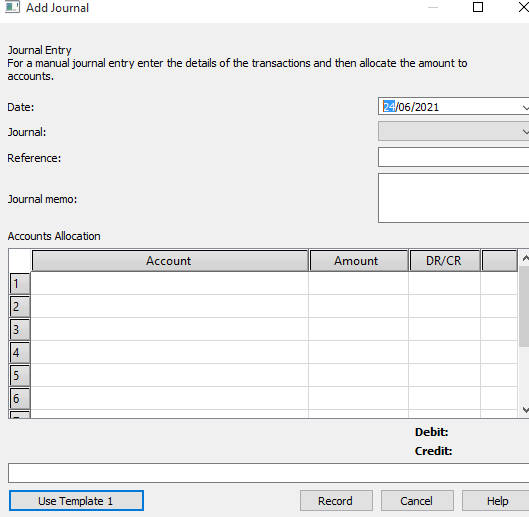 Add Journal
Journal Entry
For a manual journal entry enter the details of the transactions and then allocate the amount to
accounts.
Date:
24/06/2021
Journal:
Reference:
Journal memo:
Accounts Allocation
Account Amount DR/CR
1
2
3
4
5
6
Debit:
Credit:
Use Template 1 Record Cancel Help